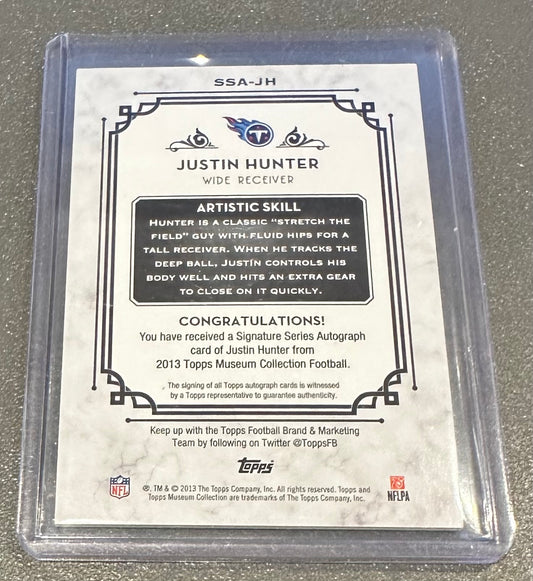 SSA-JH
T
JUSTIN HUNTER
WIDE RECEIVER
ARTISTIC SKILL
HUNTER IS A CLASSIC "STRETCH THE
FIELD" GUY WITH FLUID HIPS FOR A
TALL RECEIVER. WHEN HE TRACKS THE
DEEP BALL, JUSTIN CONTROLS HIS
BODY WELL AND HITS AN EXTRA GEAR
TO CLOSE ON IT QUICKLY.
CONGRATULATIONS!
You have received a Signature Series Autograph
card of Justin Hunter from
2013 Topps Museum Collection Football.
The signing of all Topps autograph cards is witnessed
by a Topps representative to guarantee authenticity.
Keep up with the Topps Football Brand & Marketing
Team by following on Twitter @ToppsFB
Topps
NFL
®, TM & © 2013 The Topps Company, Inc. All rights reserved. Topps and
Topps Museum Collection are trademarks of The Topps Company, Inc.
NFLPA